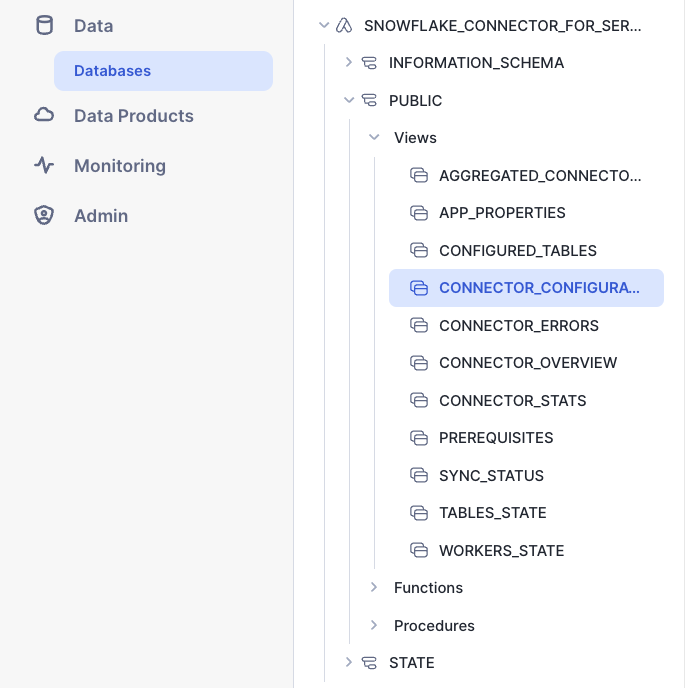 Data
Databases
Data Products
Monitoring
Admin
SNOWFLAKE_CONNECTOR_FOR_SER...
INFORMATION_SCHEMA
PUBLIC
Views
AGGREGATED_CONNECTO...
APP_PROPERTIES
CONFIGURED_TABLES
CONNECTOR_CONFIGURA...
CONNECTOR_ERRORS
CONNECTOR_OVERVIEW
CONNECTOR_STATS
PREREQUISITES
SYNC_STATUS
TABLES_STATE
WORKERS_STATE
Functions
Procedures
STATE